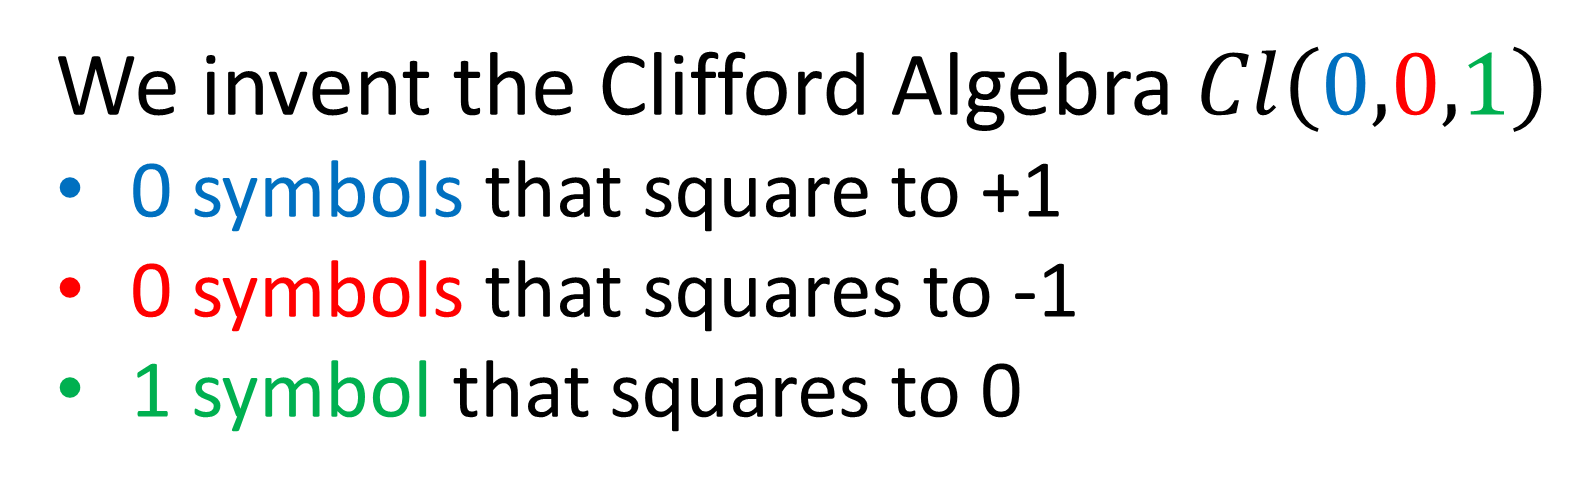 We invent the Clifford Algebra Cl(0,0,1)
• 0 symbols that square to +1
• 0 symbols that squares to -1
• 1 symbol that squares to 0